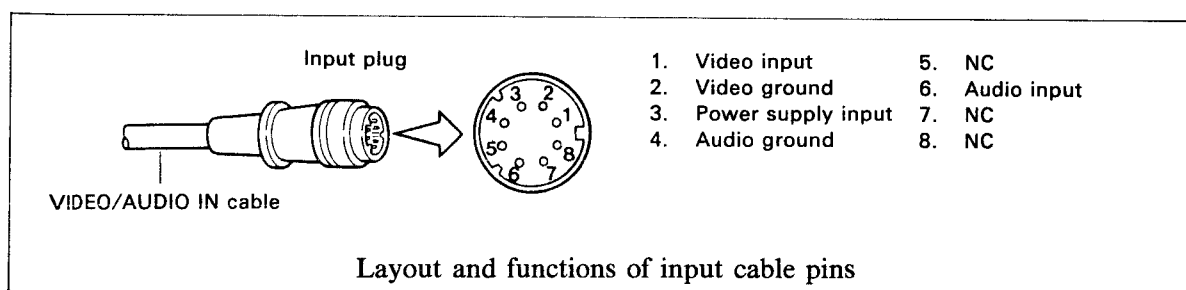 Input plug
VIDEO/AUDIO IN cable
3 2
4 1
5 8
6 7
1. Video input
2. Video ground
3. Power supply input
4. Audio ground
5. NC
6. Audio input
7. NC
8. NC
Layout and functions of input cable pins